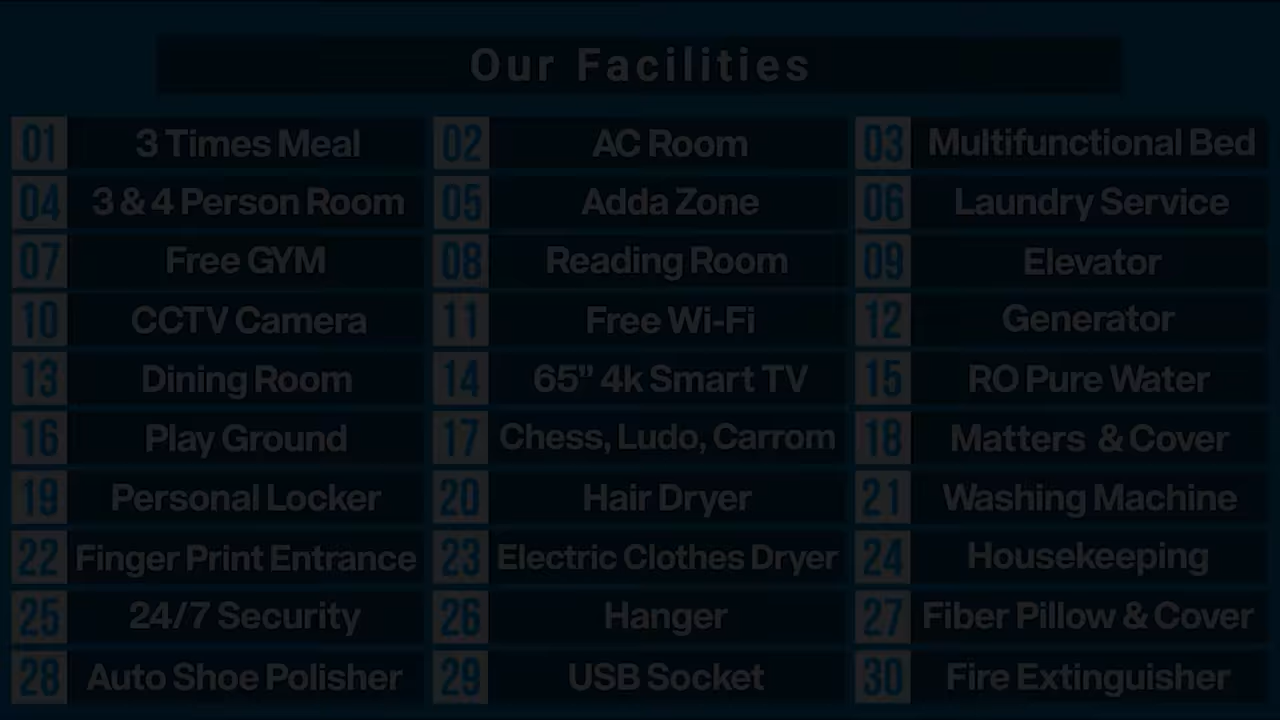 Our Facilities
01 3 Times Meal 02 AC Room 03 Multifunctional Bed
04 3 & 4 Person Room 05 Adda Zone 06 Laundry Service
07 Free GYM 08 Reading Room 09 Elevator
10 CCTV Camera 11 Free Wi-Fi 12 Generator
13 Dining Room 14 65” 4k Smart TV 15 RO Pure Water
16 Play Ground 17 Chess, Ludo, Carrom 18 Matters & Cover
19 Personal Locker 20 Hair Dryer 21 Washing Machine
22 Finger Print Entrance 23 Electric Clothes Dryer 24 Housekeeping
25 24/7 Security 26 Hanger 27 Fiber Pillow & Cover
28 Auto Shoe Polisher 29 USB Socket 30 Fire Extinguisher